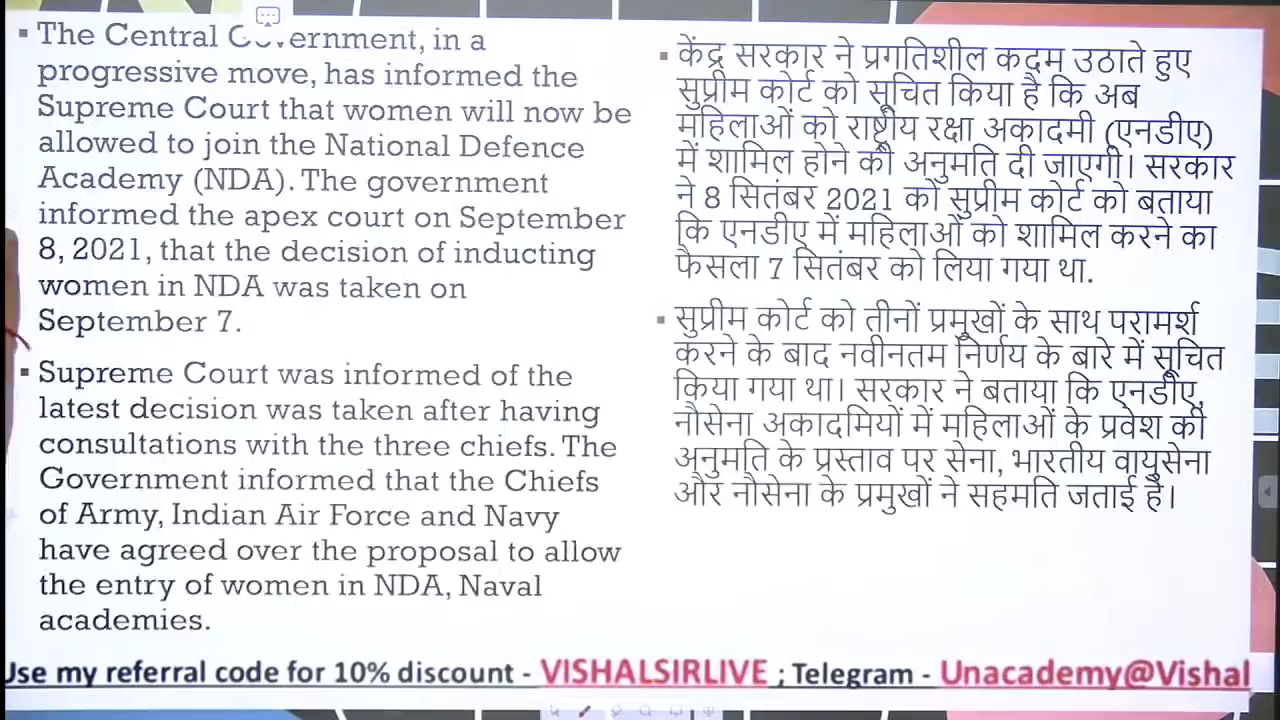 ▪ The Central Government, in a
progressive move, has informed the
Supreme Court that women will now be
allowed to join the National Defence
Academy (NDA). The government
informed the apex court on September
8, 2021, that the decision of inducting
women in NDA was taken on
September 7.
▪ Supreme Court was informed of the
latest decision was taken after having
consultations with the three chiefs. The
Government informed that the Chiefs
of Army, Indian Air Force and Navy
have agreed over the proposal to allow
the entry of women in NDA, Naval
academies.
▪ केंद्र सरकार ने प्रगतिशील कदम उठाते हुए
सुप्रीम कोर्ट को सूचित किया है कि अब
महिलाओं को राष्ट्रीय रक्षा अकादमी (एनडीए)
में शामिल होने की अनुमति दी जाएगी। सरकार
ने 8 सितंबर 2021 को सुप्रीम कोर्ट को बताया
कि एनडीए में महिलाओं को शामिल करने का
फैसला 7 सितंबर को लिया गया था.
▪ सुप्रीम कोर्ट को तीनों प्रमुखों के साथ परामर्श
करने के बाद नवीनतम निर्णय के बारे में सूचित
किया गया था। सरकार ने बताया कि एनडीए,
नौसेना अकादमियों में महिलाओं के प्रवेश की
अनुमति के प्रस्ताव पर सेना, भारतीय वायुसेना
और नौसेना के प्रमुखों ने सहमति जताई है।
Use my referral code for 10% discount - VISHALSIRLIVE ; Telegram - Unacademy@Vishal